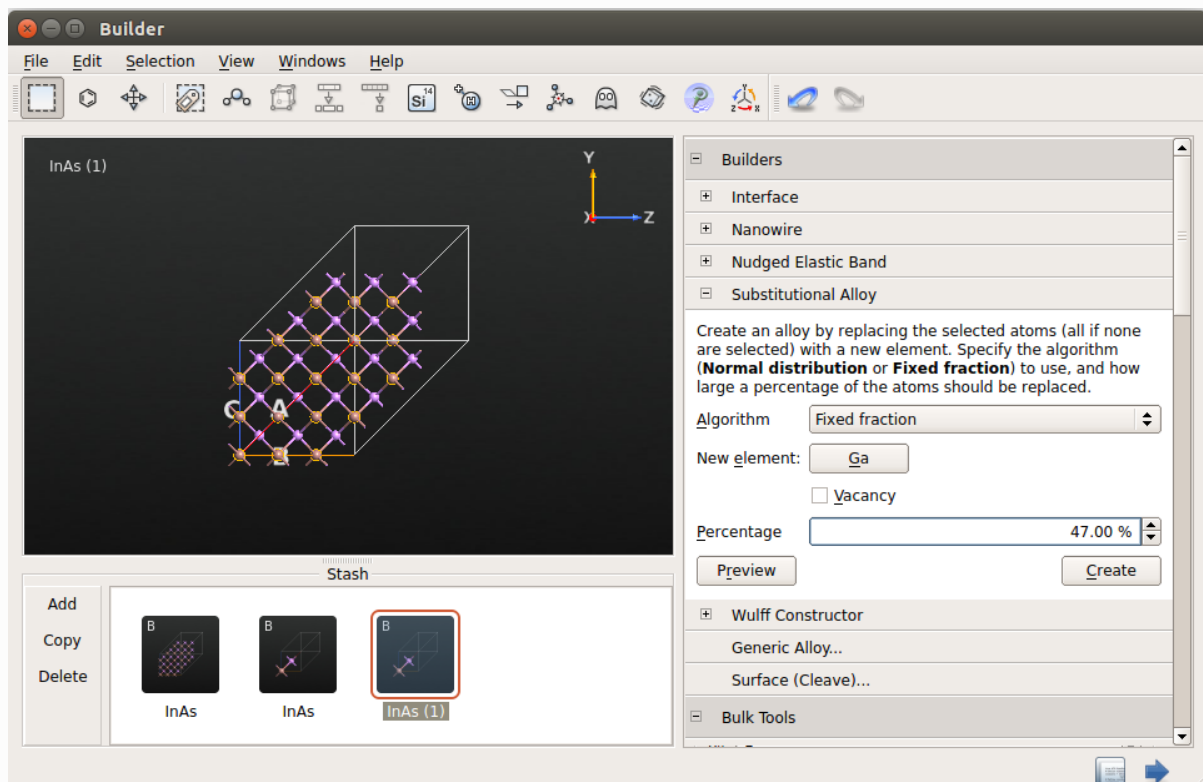 Builder
File Edit Selection View Windows Help
Si 14
H
Y
Z X
InAs (1)
Y
X Z
C A
B
Builders
Interface
Nanowire
Nudged Elastic Band
Substitutional Alloy
Create an alloy by replacing the selected atoms (all if none
are selected) with a new element. Specify the algorithm
(Normal distribution or Fixed fraction) to use, and how
large a percentage of the atoms should be replaced.
Algorithm Fixed fraction
New element: Ga
Vacancy
Percentage 47.00 %
Preview Create
Wulff Constructor
Generic Alloy...
Surface (Cleave)...
Bulk Tools
Stash
Add
Copy
Delete
B B B
InAs InAs InAs (1)